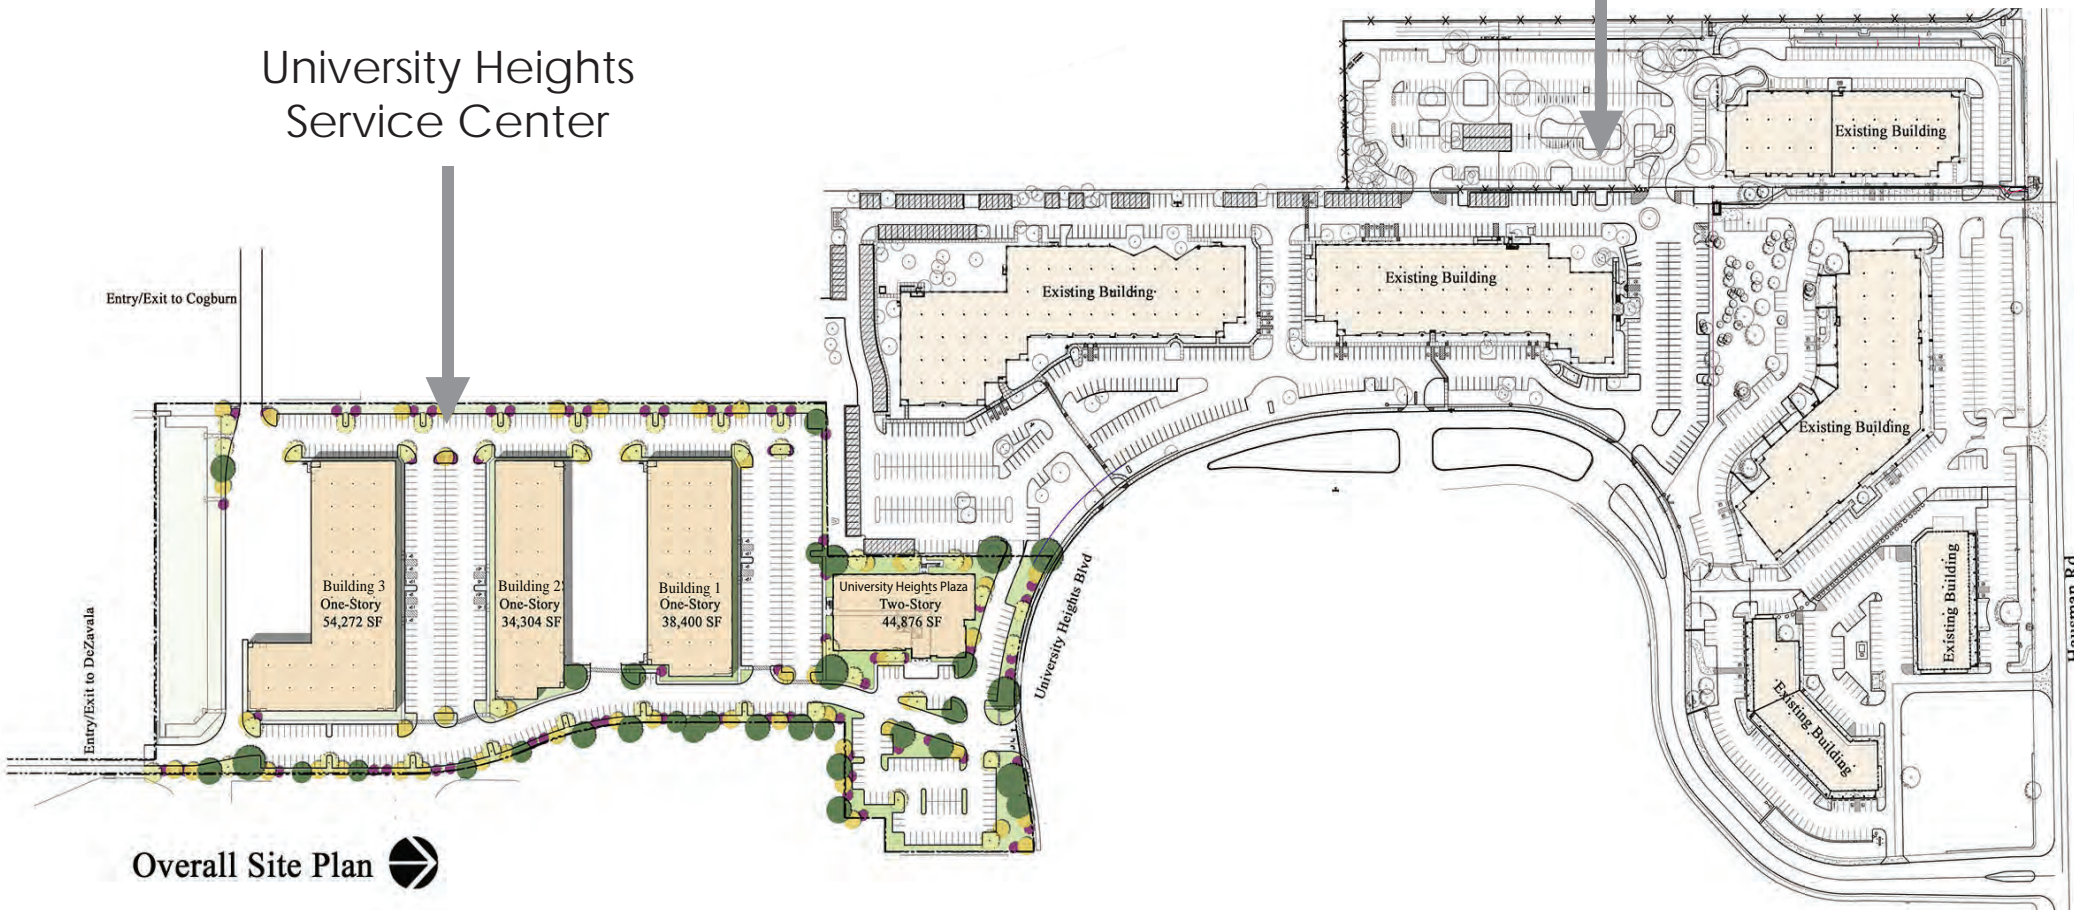 University Heights
Service Center
Existing Building
Existing Building
Existing Building
Entry/Exit to Cogburn
Existing Building
Building 3
One-Story
54,272 SF
Building 2
One-Story
34,304 SF
Building 1
One-Story
38,400 SF
University Heights Plaza
Two-Story
44,876 SF
University Heights Blvd
Existing Building
Existing Building
Housman Rd
Entry/Exit to DeZavala
Overall Site Plan